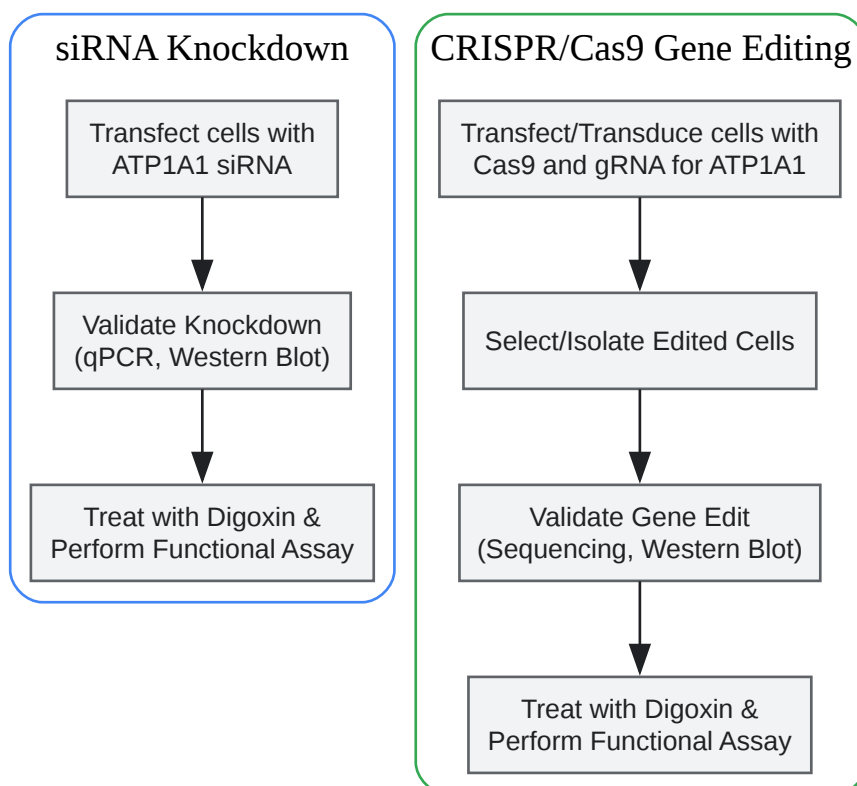 siRNA Knockdown
Transfect cells with
ATP1A1 siRNA
Validate Knockdown
(qPCR, Western Blot)
Treat with Digoxin &
Perform Functional Assay
CRISPR/Cas9 Gene Editing
Transfect/Transduce cells with
Cas9 and gRNA for ATP1A1
Select/Isolate Edited Cells
Validate Gene Edit
(Sequencing, Western Blot)
Treat with Digoxin &
Perform Functional Assay